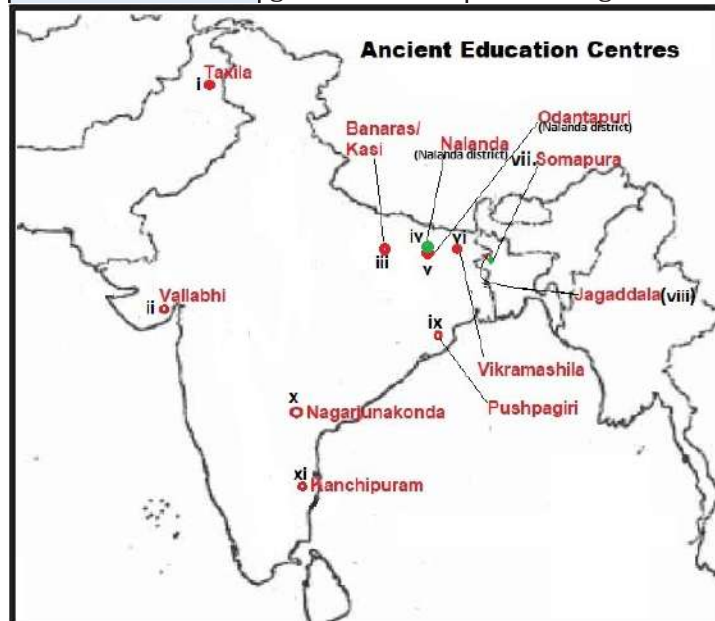 Ancient Education Centres
Taxila
i
Odantapuri
(Nalanda district)
Banaras/
Kasi
Nalanda
(Nalanda district)
vii.
Somapura
iii
iv
v
vi
Vallabhi
ii
Jagaddala(viii)
ix
Vikramashila
Pushpagiri
x
Nagarjunakonda
xi
Kanchipuram